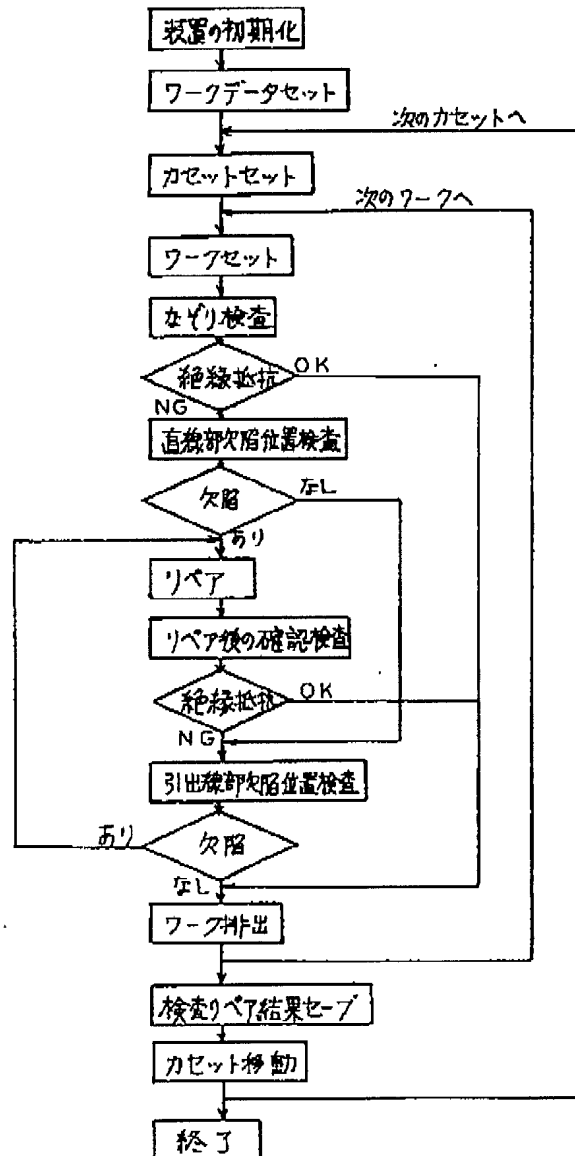 装置の初期化
ワークデータセット
次のカセットへ
カセットセット
次のワークへ
ワークセット
なぞり検査
絶縁抵抗
OK
NG
直線部欠陥位置検査
欠陥
なし
あり
リペア
リペア後の確認検査
絶縁抵抗
OK
NG
引出線部欠陥位置検査
あり
欠陥
なし
ワーク排出
検査リペア結果セーブ
カセット移動
終了